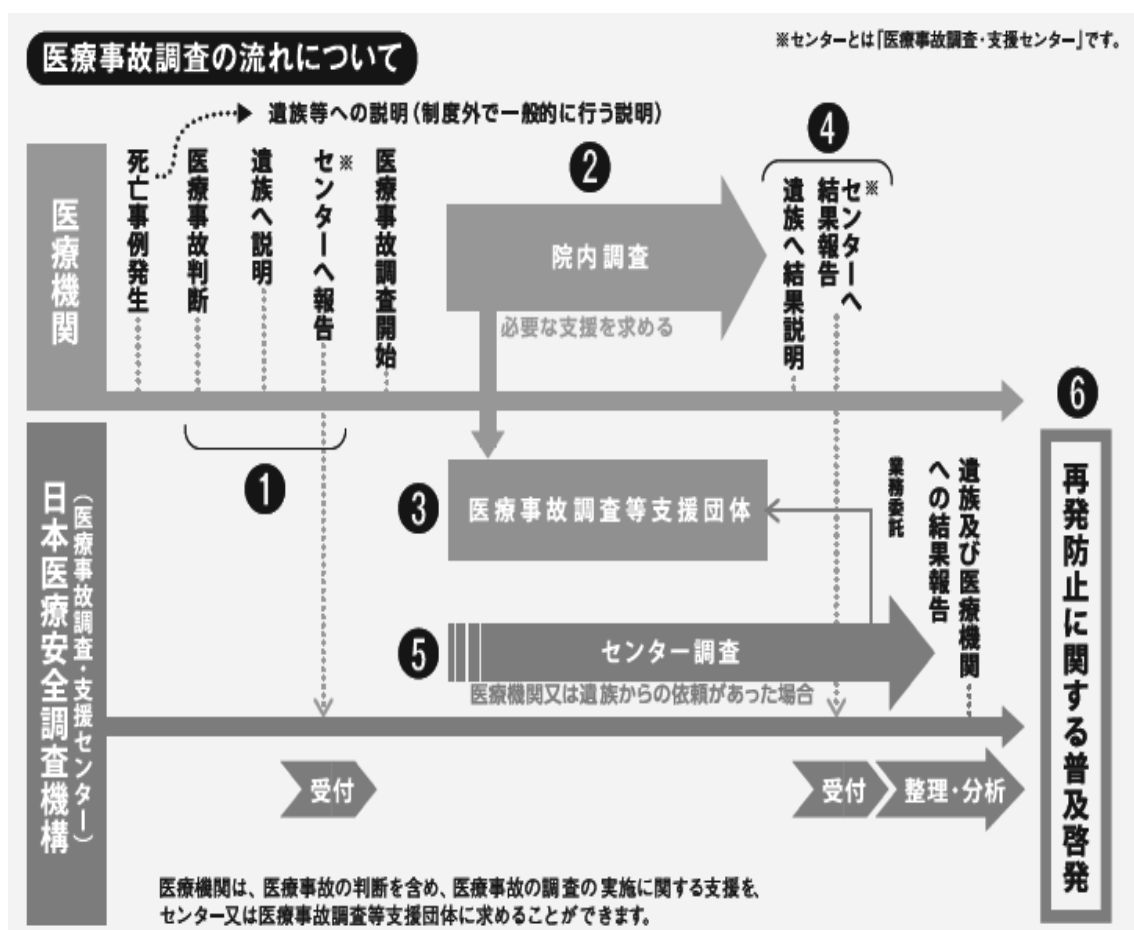 医療事故調査の流れについて
※センターとは「医療事故調査・支援センター」です。
遺族等への説明(制度外で一般的に行う説明)
医療機関
死亡事例発生
医療事故判断
遺族へ説明
センターへ報告
※
医療事故調査開始
2
院内調査
必要な支援を求める
4
センターへ
※
結果報告
遺族へ結果説明
1
3
医療事故調査等支援団体
業務委託
遺族及び医療機関
への結果報告
6
再発防止に関する普及啓発
日本医療安全調査機構
(医療事故調査・支援センター)
5
センター調査
医療機関又は遺族からの依頼があった場合
受付
受付
整理・分析
医療機関は、医療事故の判断を含め、医療事故の調査の実施に関する支援を、
センター又は医療事故調査等支援団体に求めることができます。